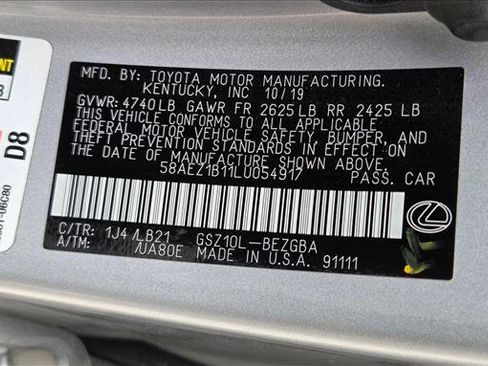 MFD. BY: TOYOTA MOTOR MANUFACTURING.
KENTUCKY, INC 10/19
GVWR: 4740LB GAWR FR 2625LB RR 2425 LB
THIS VEHICLE CONFORMS TO ALL APPLICABLE
FEDERAL MOTOR VEHICLE SAFETY BUMPER, AND
THEFT PREVENTION STANDARDS IN EFFECT ON
THE DATE OF MANUFACTURE SHOWN ABOVE.
58AEZ1B11LU054917 PASS. CAR
C/TR: 1J4/LB21 GSZ10L-BEZGBA
A/TM: /UA80E MADE IN U.S.A. 91111
D8